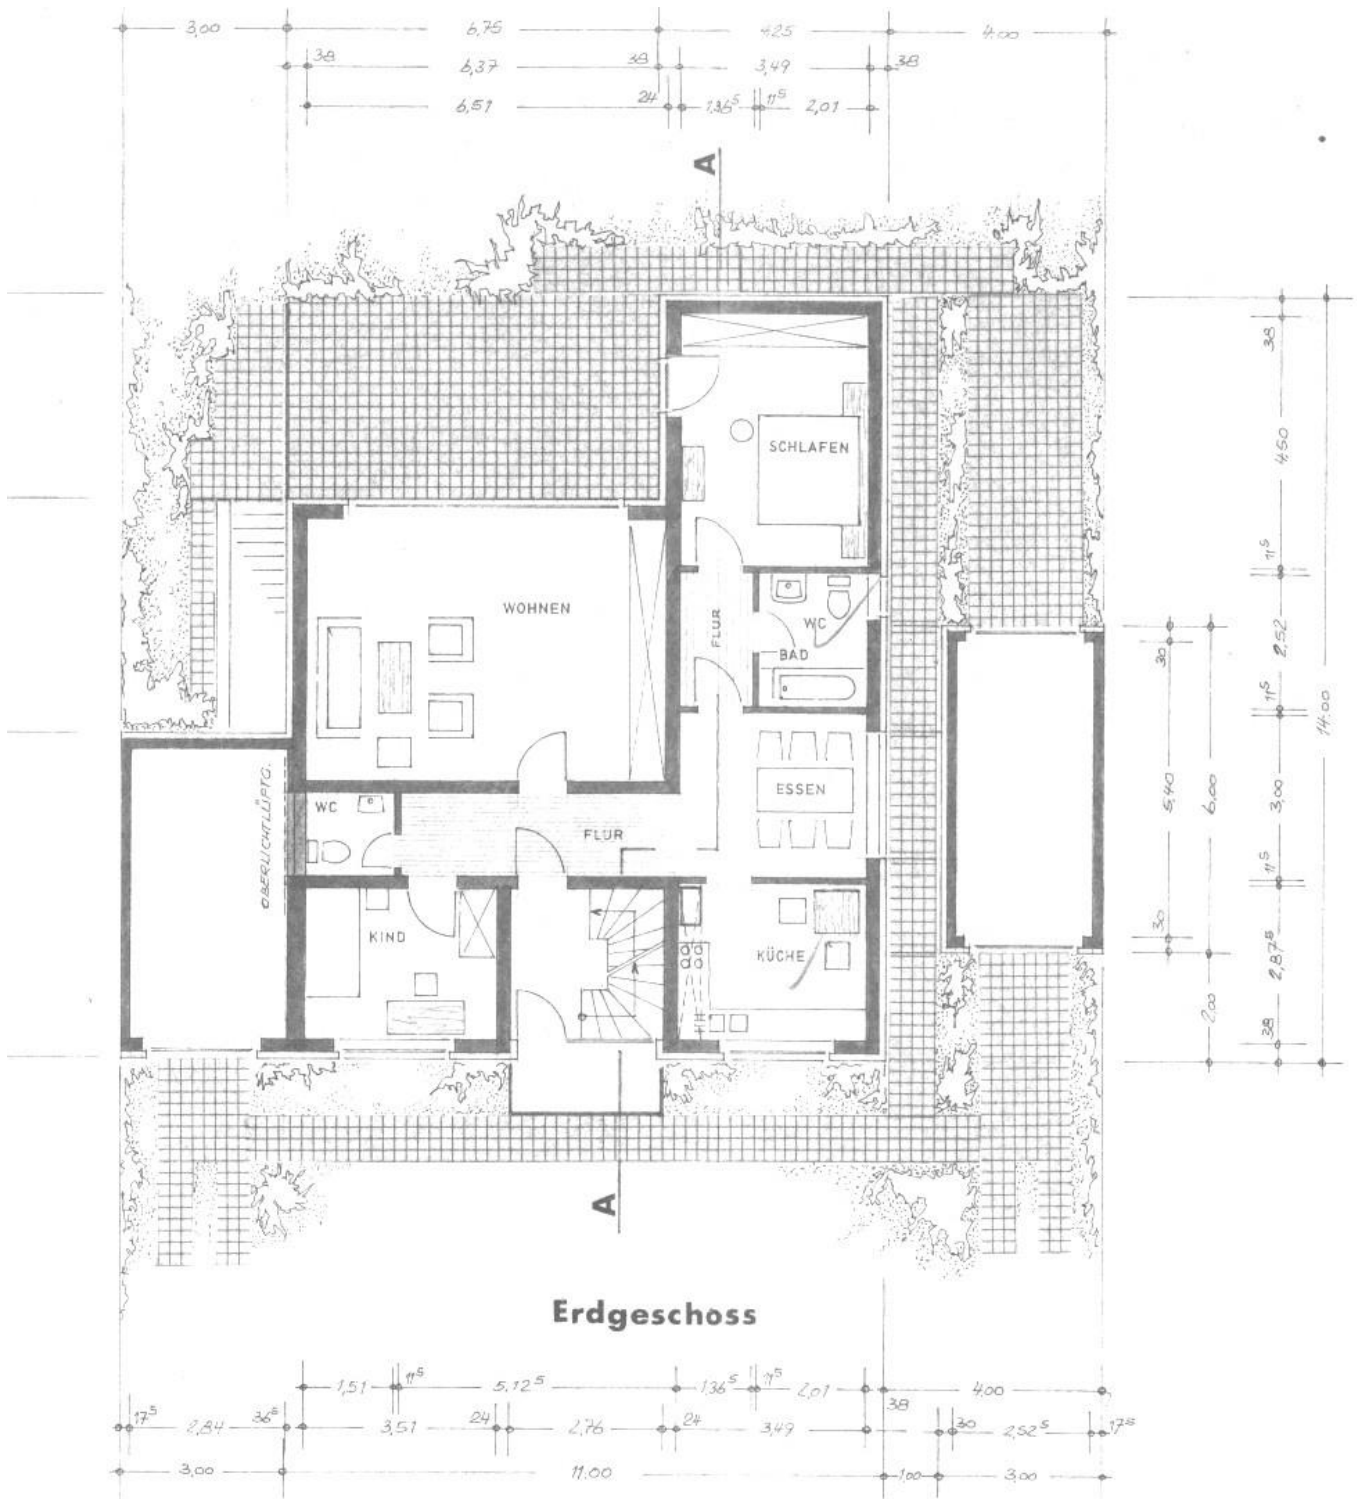 3,00 6,75 4,25 4.00
38 6,37 38 3,49 38
6,51 24 1,36⁵ 11⁵ 2,01
A
38
SCHLAFEN
4,50
11⁵
WOHNEN
FLUR
WC
BAD
30
2,52
11⁵
14.00
OBERLICHTLÜFTG.
WC
ESSEN
FLUR
5,40
6,00
3,00
11⁵
KIND
KÜCHE
30
2,87⁵
2,00
38
A
Erdgeschoss
1,51 11⁵ 5,12⁵ 1,36⁵ 11⁵ 2,01 38 4,00
17⁵ 2,84 36⁵ 3,51 24 2,76 24 3,49 30 2,52⁵ 17⁵
3,00 11.00 1,00 3,00